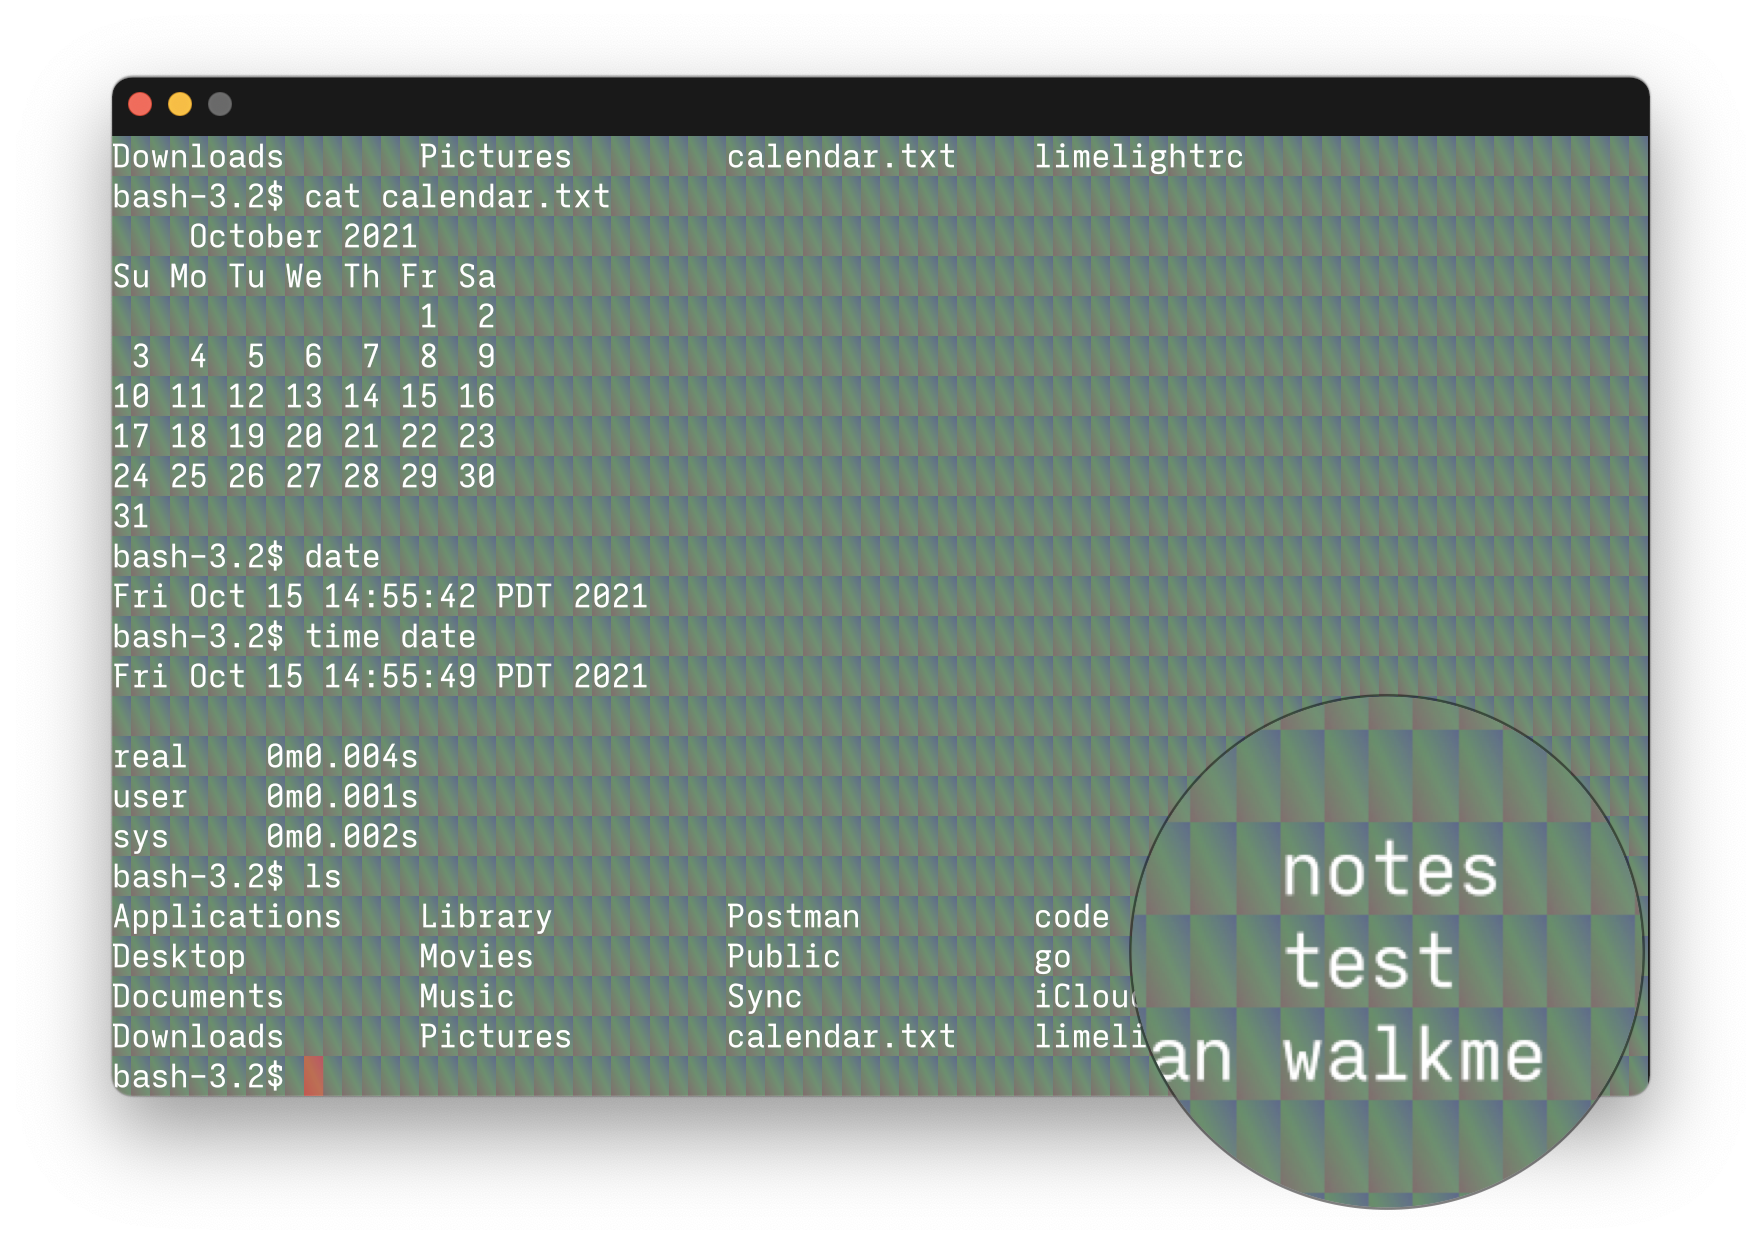 Downloads       Pictures        calendar.txt    limelightrc
bash-3.2$ cat calendar.txt
    October 2021
Su Mo Tu We Th Fr Sa
                1  2
 3  4  5  6  7  8  9
10 11 12 13 14 15 16
17 18 19 20 21 22 23
24 25 26 27 28 29 30
31
bash-3.2$ date
Fri Oct 15 14:55:42 PDT 2021
bash-3.2$ time date
Fri Oct 15 14:55:49 PDT 2021

real    0m0.004s
user    0m0.001s
sys     0m0.002s
bash-3.2$ ls
Applications    Library         Postman         code
Desktop         Movies          Public          go
Documents       Music           Sync            iCloud
Downloads       Pictures        calendar.txt    limeli
bash-3.2$
notes
test
an walkme